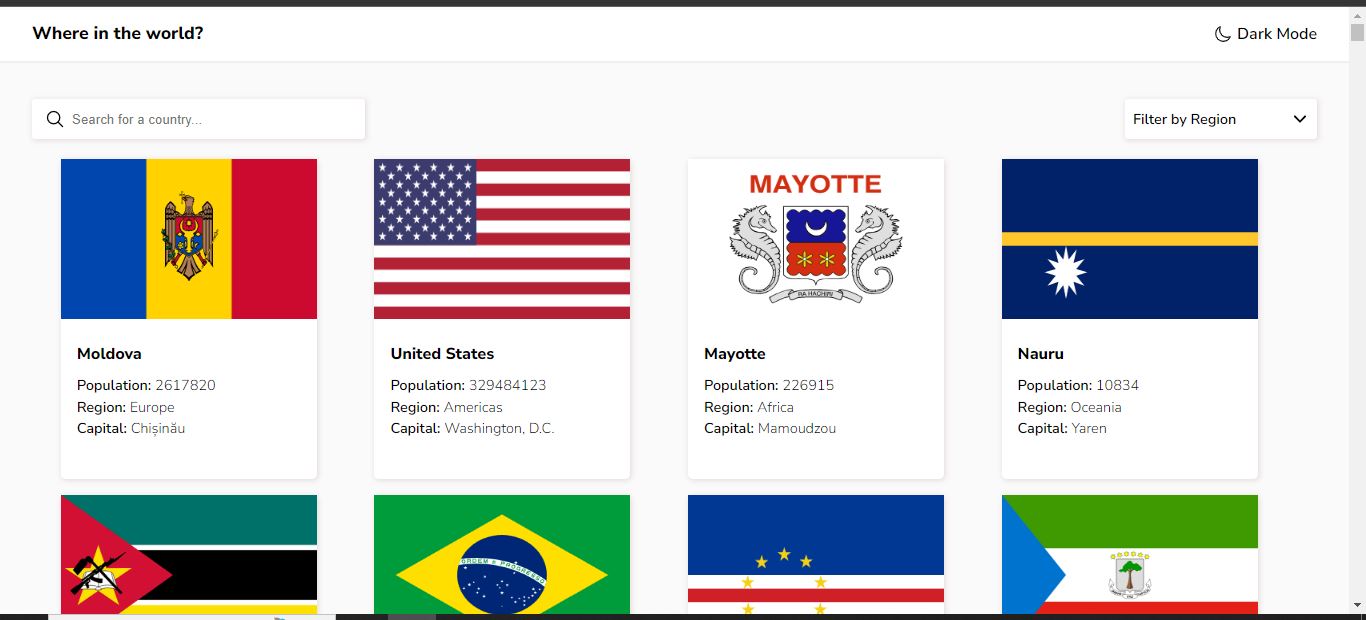 Where in the world?
Dark Mode
Search for a country...
Filter by Region
MAYOTTE
RA HACHIRI
Moldova
Population: 2617820
Region: Europe
Capital: Chișinău
United States
Population: 329484123
Region: Americas
Capital: Washington, D.C.
Mayotte
Population: 226915
Region: Africa
Capital: Mamoudzou
Nauru
Population: 10834
Region: Oceania
Capital: Yaren
ORDEM E PROGRESSO